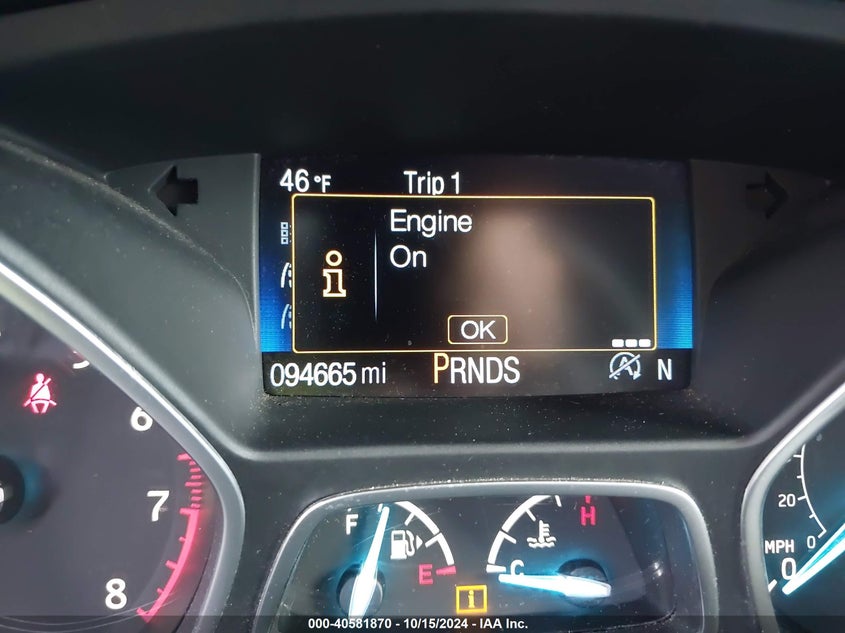 46 °F Trip 1
Engine
On
i
OK
094665 mi PRNDS A N
6
7
8
F E
C H
i
20
0
MPH
0
000-40581870 - 10/15/2024 - IAA Inc.